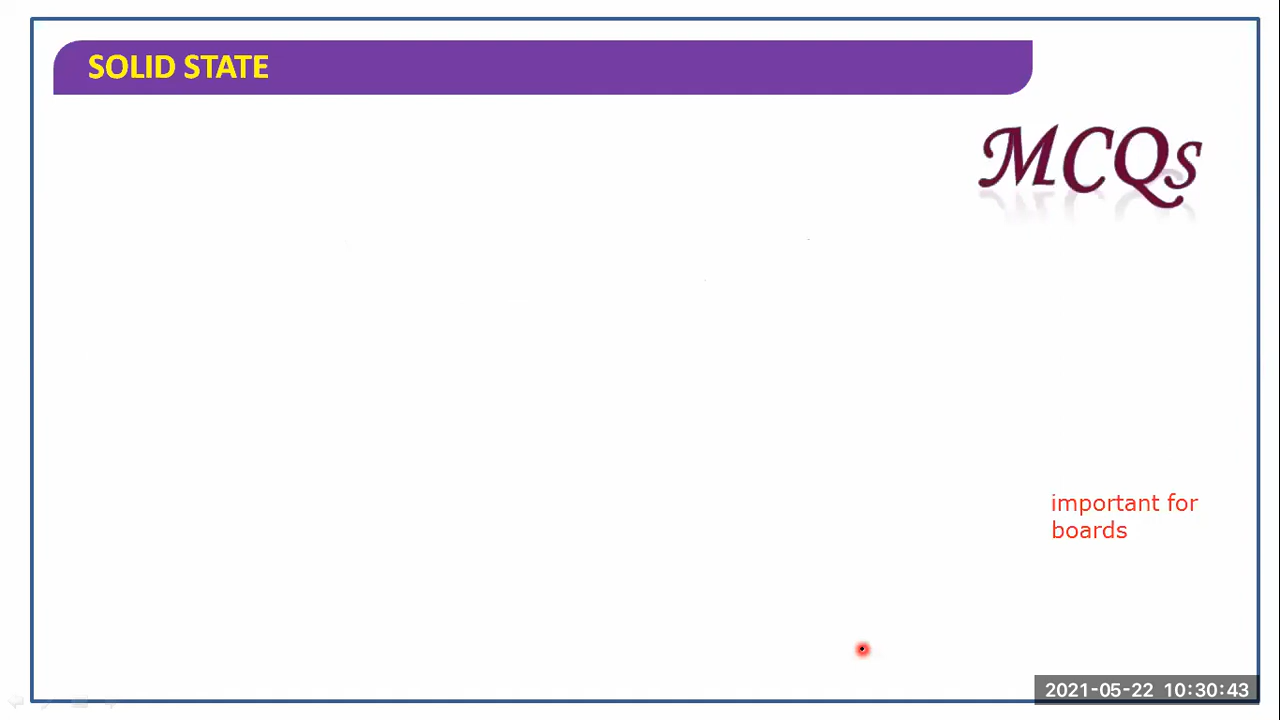 SOLID STATE
MCQs
important for
boards
2021-05-22 10:30:43